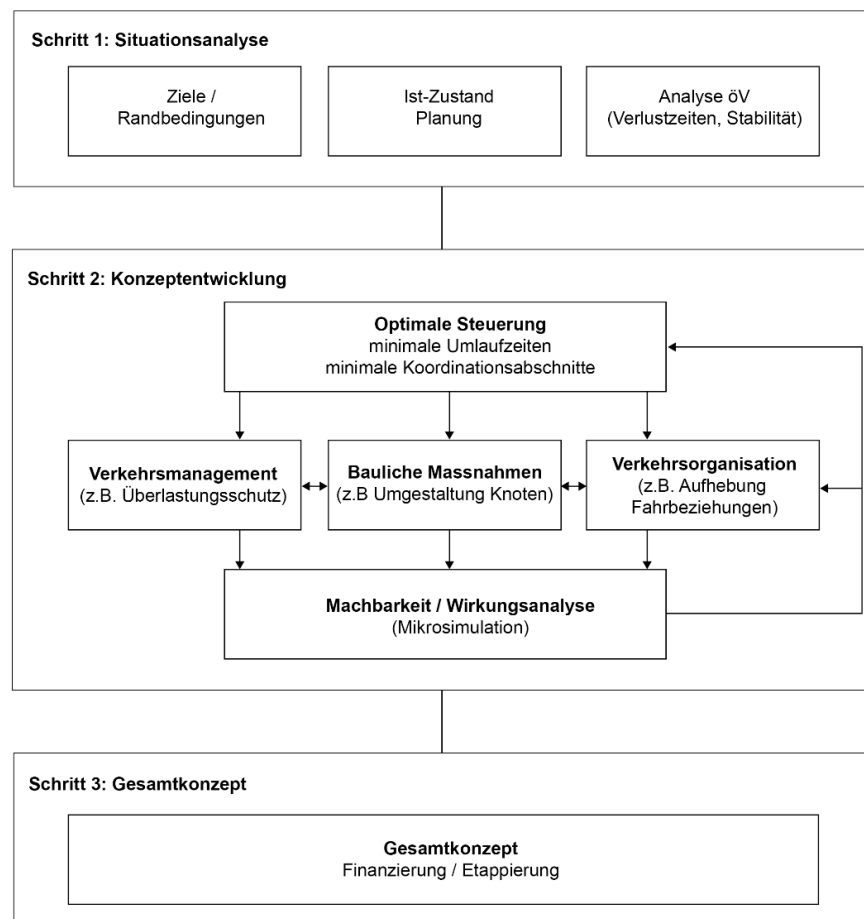 Schritt 1: Situationsanalyse
Ziele /
Randbedingungen
Ist-Zustand
Planung
Analyse öV
(Verlustzeiten, Stabilität)
Schritt 2: Konzeptentwicklung
Optimale Steuerung
minimale Umlaufzeiten
minimale Koordinationsabschnitte
Verkehrsmanagement
(z.B. Überlastungsschutz)
Bauliche Massnahmen
(z.B Umgestaltung Knoten)
Verkehrsorganisation
(z.B. Aufhebung
Fahrbeziehungen)
Machbarkeit / Wirkungsanalyse
(Mikrosimulation)
Schritt 3: Gesamtkonzept
Gesamtkonzept
Finanzierung / Etappierung